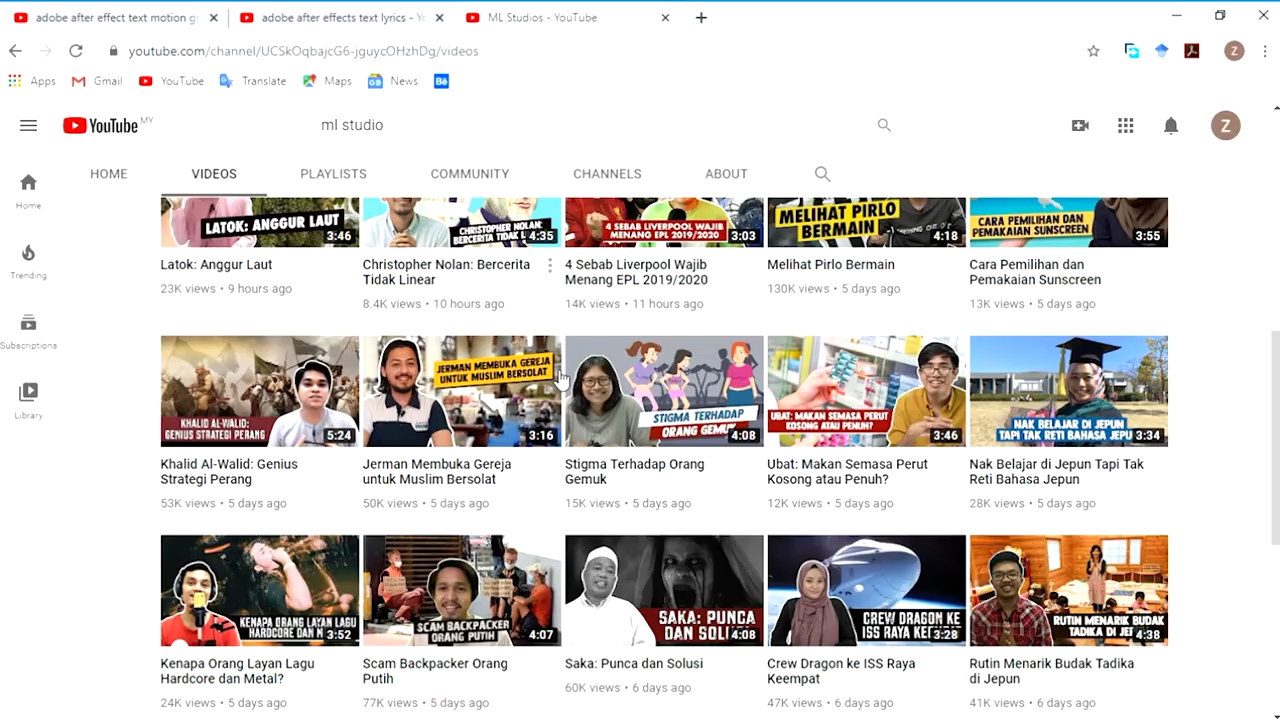 adobe after effect text motion gr
adobe after effects text lyrics - Yo
ML Studios - YouTube
youtube.com/channel/UCSkOqbajcG6-jguycOHzhDg/videos
Z
Apps
Gmail
YouTube
Translate
Maps
News
Bē
YouTube MY
ml studio
Z
HOME
VIDEOS
PLAYLISTS
COMMUNITY
CHANNELS
ABOUT
Home
Trending
Subscriptions
Library
LATOK: ANGGUR LAUT
3:46
CHRISTOPHER NOLAN:
BERCERITA TIDAK L
4:35
4 SEBAB LIVERPOOL WAJIB
MENANG EPL 2019/2020
3:03
MELIHAT PIRLO
BERMAIN
4:18
CARA PEMILIHAN DAN
PEMAKAIAN SUNSCREEN
3:55
Latok: Anggur Laut
23K views • 9 hours ago
Christopher Nolan: Bercerita
Tidak Linear
8.4K views • 10 hours ago
4 Sebab Liverpool Wajib
Menang EPL 2019/2020
14K views • 11 hours ago
Melihat Pirlo Bermain
130K views • 5 days ago
Cara Pemilihan dan
Pemakaian Sunscreen
13K views • 5 days ago
KHALID AL-WALID:
GENIUS STRATEGI PERANG
5:24
JERMAN MEMBUKA GEREJA
UNTUK MUSLIM BERSOLAT
3:16
STIGMA TERHADAP
ORANG GEMUK
4:08
UBAT: MAKAN SEMASA PERUT
KOSONG ATAU PENUH?
3:46
NAK BELAJAR DI JEPUN
TAPI TAK RETI BAHASA JEPU
3:34
Khalid Al-Walid: Genius
Strategi Perang
53K views • 5 days ago
Jerman Membuka Gereja
untuk Muslim Bersolat
50K views • 5 days ago
Stigma Terhadap Orang
Gemuk
15K views • 5 days ago
Ubat: Makan Semasa Perut
Kosong atau Penuh?
12K views • 5 days ago
Nak Belajar di Jepun Tapi Tak
Reti Bahasa Jepun
28K views • 5 days ago
KENAPA ORANG LAYAN LAGU
HARDCORE DAN M
3:52
SCAM BACKPACKER
ORANG PUTIH
4:07
SAKA: PUNCA
DAN SOLU
4:08
CREW DRAGON KE
ISS RAYA KEE
3:28
RUTIN MENARIK BUDAK
TADIKA DI JE
4:38
Kenapa Orang Layan Lagu
Hardcore dan Metal?
24K views • 5 days ago
Scam Backpacker Orang
Putih
77K views • 5 days ago
Saka: Punca dan Solusi
60K views • 6 days ago
Crew Dragon ke ISS Raya
Keempat
47K views • 6 days ago
Rutin Menarik Budak Tadika
di Jepun
41K views • 6 days ago